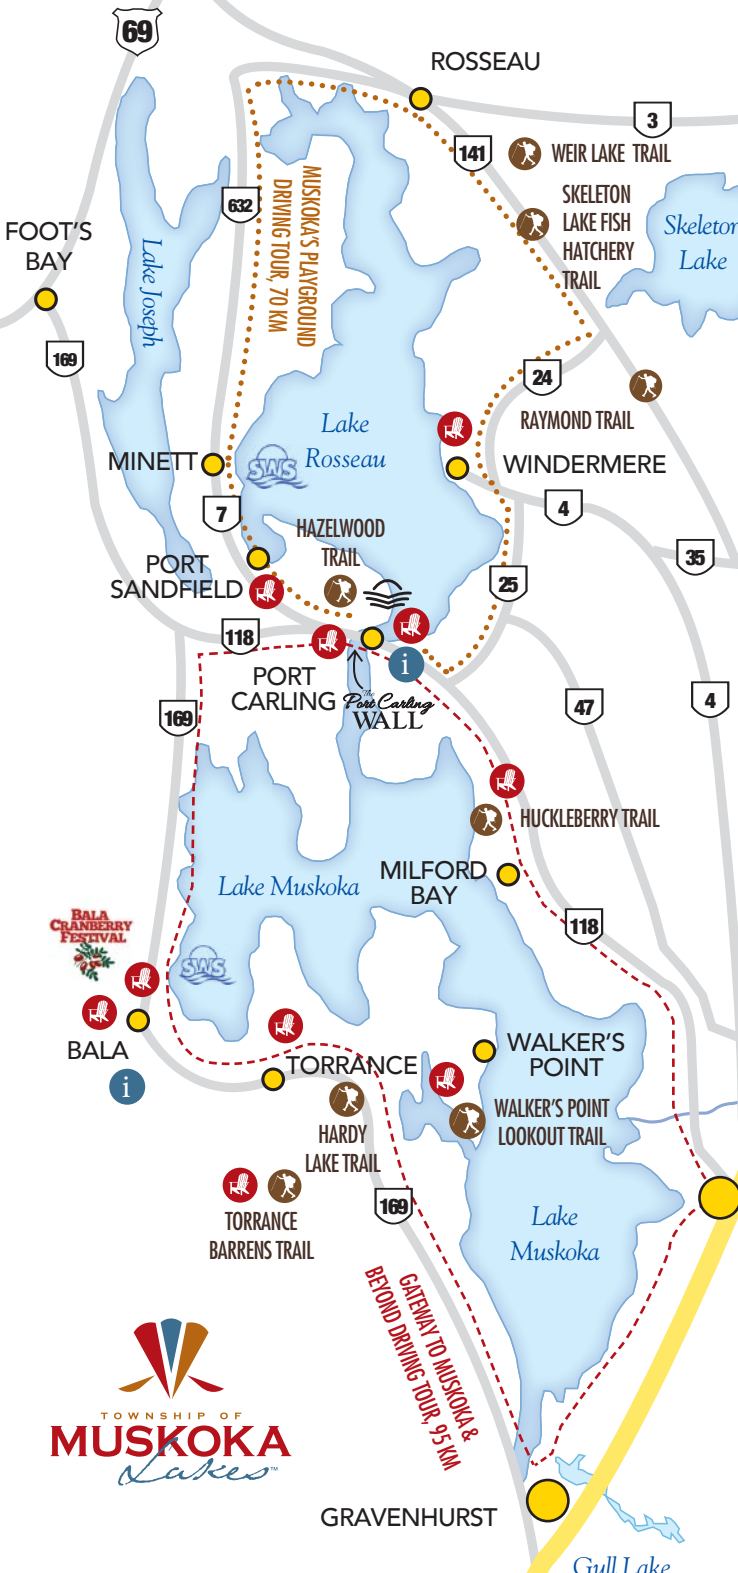 69
ROSSEAU
3
141
WEIR LAKE TRAIL
632
SKELETON
LAKE FISH
HATCHERY
TRAIL
Skeleton
Lake
FOOT'S
BAY
Lake Joseph
MUSKOKA'S PLAYGROUND
DRIVING TOUR, 70 KM
169
24
RAYMOND TRAIL
Lake
Rosseau
SWS
MINETT
WINDERMERE
7
4
HAZELWOOD
TRAIL
35
PORT
SANDFIELD
25
118
i
PORT
CARLING
The
Port Carling
WALL
169
47
4
HUCKLEBERRY TRAIL
MILFORD
BAY
Lake Muskoka
118
BALA
CRANBERRY
FESTIVAL
SWS
BALA
i
TORRANCE
WALKER'S
POINT
WALKER'S POINT
LOOKOUT TRAIL
HARDY
LAKE TRAIL
169
TORRANCE
BARRENS TRAIL
Lake
Muskoka
GATEWAY TO MUSKOKA &
BEYOND DRIVING TOUR, 95 KM
TOWNSHIP OF
MUSKOKA
Lakes™
GRAVENHURST
Gull Lake